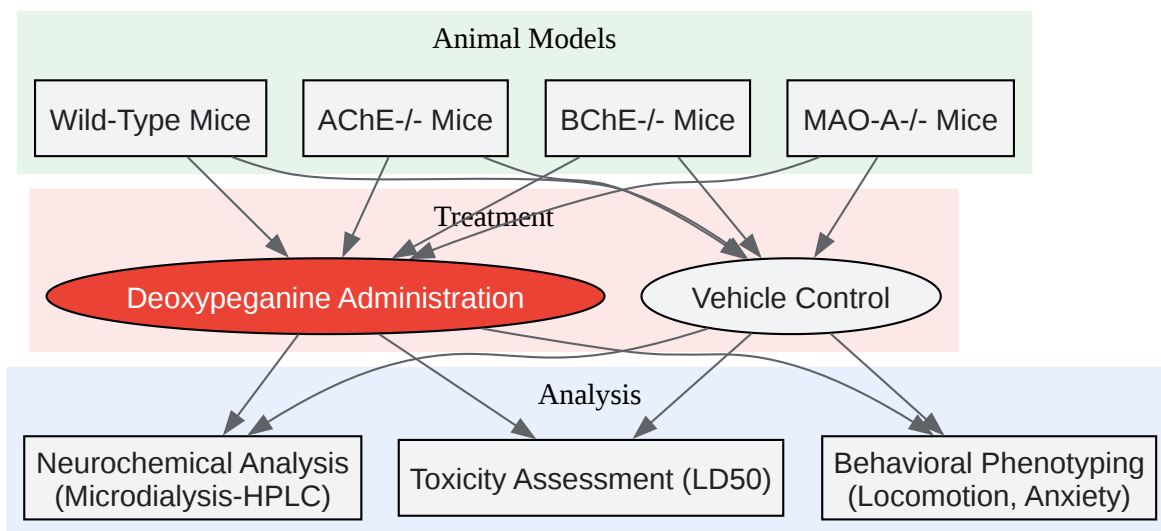 Animal Models
Wild-Type Mice
AChE-/- Mice
BChE-/- Mice
MAO-A-/- Mice
Treatment
Deoxypeganine Administration
Vehicle Control
Analysis
Neurochemical Analysis
(Microdialysis-HPLC)
Toxicity Assessment (LD50)
Behavioral Phenotyping
(Locomotion, Anxiety)